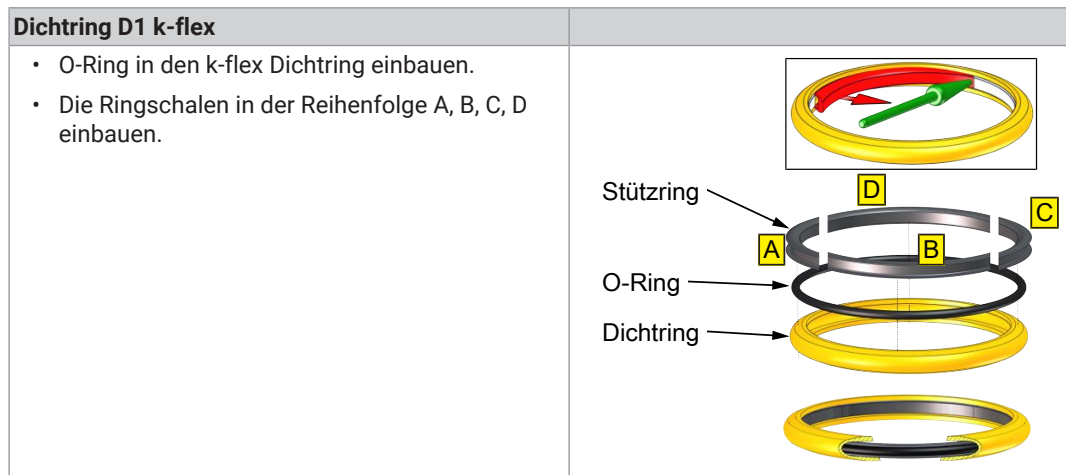 Dichtring D1 k-flex
• O-Ring in den k-flex Dichtring einbauen.
• Die Ringschalen in der Reihenfolge A, B, C, D
einbauen.
Stützring
D
C
A
B
O-Ring
Dichtring